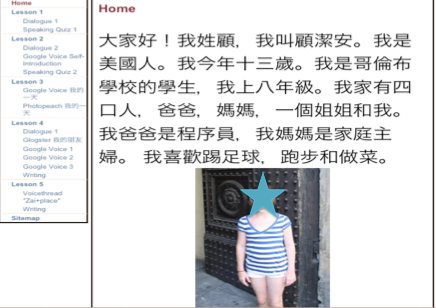 Home
Lesson 1
Dialogue 1
Speaking Quiz 1
Lesson 2
Dialogue 2
Google Voice Self-
Introduction
Speaking Quiz 2
Lesson 3
Google Voice 我的
一天
Photopeach 我的一
天
Lesson 4
Dialogue 1
Glogster 我的朋友
Google Voice 1
Google Voice 2
Google Voice 3
Writing
Lesson 5
Voicethread
"Zai+place"
Writing
Sitemap
Home
大家好！我姓顧，我叫顧潔安。我是
美國人。我今年十三歲。我是哥倫布
學校的學生，我上八年級。我家有四
口人，爸爸，媽媽，一個姐姐和我。
我爸爸是程序員，我媽媽是家庭主
婦。 我喜歡踢足球，跑步和做菜。